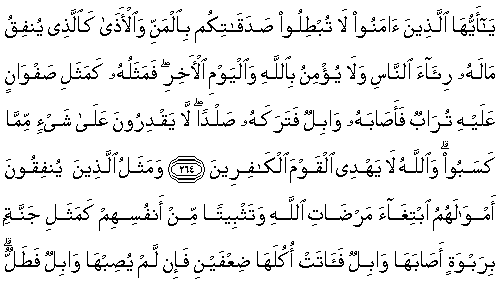 يَـٰٓأَيُّهَا ٱلَّذِينَ ءَامَنُوا۟ لَا تُبْطِلُوا۟ صَدَقَـٰتِكُم بِٱلْمَنِّ وَٱلْأَذَىٰ كَٱلَّذِى يُنفِقُ
مَالَهُۥ رِئَآءَ ٱلنَّاسِ وَلَا يُؤْمِنُ بِٱللَّهِ وَٱلْيَوْمِ ٱلْـَٔاخِرِ ۖ فَمَثَلُهُۥ كَمَثَلِ صَفْوَانٍ
عَلَيْهِ تُرَابٌ فَأَصَابَهُۥ وَابِلٌ فَتَرَكَهُۥ صَلْدًا ۖ لَّا يَقْدِرُونَ عَلَىٰ شَىْءٍ مِّمَّا
كَسَبُوا۟ ۗ وَٱللَّهُ لَا يَهْدِى ٱلْقَوْمَ ٱلْكَـٰفِرِينَ ٢٦٤ وَمَثَلُ ٱلَّذِينَ يُنفِقُونَ
أَمْوَٰلَهُمُ ٱبْتِغَآءَ مَرْضَاتِ ٱللَّهِ وَتَثْبِيتًا مِّنْ أَنفُسِهِمْ كَمَثَلِ جَنَّةٍۭ
بِرَبْوَةٍ أَصَابَهَا وَابِلٌ فَـَٔاتَتْ أُكُلَهَا ضِعْفَيْنِ فَإِن لَّمْ يُصِبْهَا وَابِلٌ فَطَلٌّ ۗ